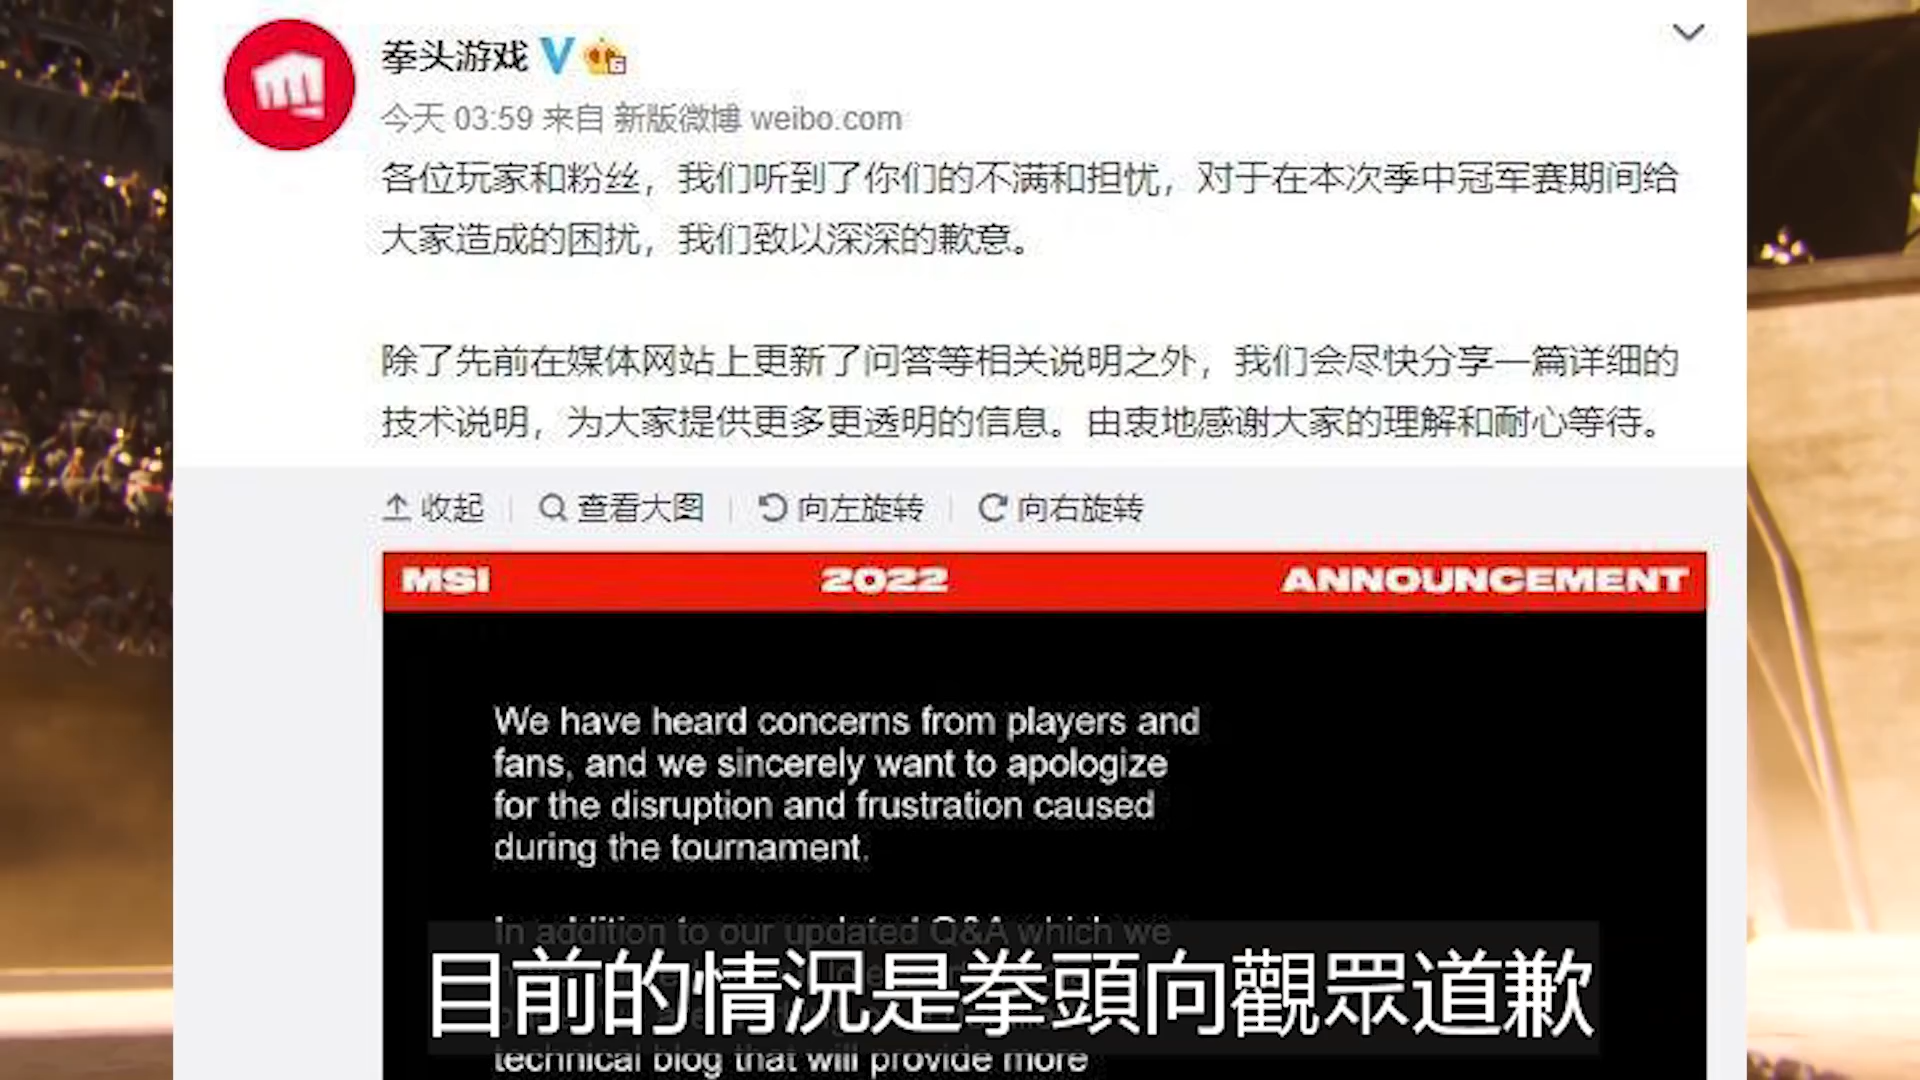 拳头游戏
今天 03:59 来自 新版微博 weibo.com
各位玩家和粉丝，我们听到了你们的不满和担忧，对于在本次季中冠军赛期间给
大家造成的困扰，我们致以深深的歉意。
除了先前在媒体网站上更新了问答等相关说明之外，我们会尽快分享一篇详细的
技术说明，为大家提供更多更透明的信息。由衷地感谢大家的理解和耐心等待。
收起 查看大图 向左旋转 向右旋转
MSI 2022 ANNOUNCEMENT
We have heard concerns from players and
fans, and we sincerely want to apologize
for the disruption and frustration caused
during the tournament.
In addition to our updated Q&A which we
目前的情況是拳頭向觀眾道歉
technical blog that will provide more